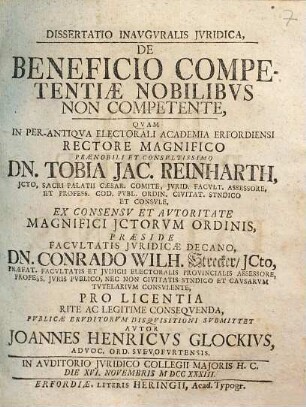 7
DISSERTATIO INAVGVRALIS JVRIDICA,
DE
BENEFICIO COMPE-
TENTIÆ NOBILIBVS
NON COMPETENTE,
QVAM
IN PER-ANTIQVA ELECTORALI ACADEMIA ERFORDIENSI
RECTORE MAGNIFICO
PRÆNOBILI ET CONSVLTISSIMO
DN. TOBIA JAC. REINHARTH,
JCTO, SACRI PALATII CÆSAR. COMITE, JVRID. FACVLT. ASSESSORE,
ET PROFESS. COD. PVBL. ORDIN. CIVITAT. SYNDICO
ET CONSVLE,
EX CONSENSV ET AVTORITATE
MAGNIFICI JCTORVM ORDINIS,
PRÆSIDE
FACVLTATIS JVRIDICÆ DECANO,
DN. CONRADO WILH. Strecker, JCto,
PRÆFAT. FACVLTATIS ET JVDICII ELECTORALIS PROVINCIALIS ASSESSORE,
PROFESS. JVRIS PVBLICI, NEC NON CIVITATIS SYNDICO ET CAVSARVM
TVTELARIVM CONSVLENTE,
PRO LICENTIA
RITE AC LEGITIME CONSEQVENDA,
PVBLICÆ ERVDITORVM DISQVISITIONI SVBMITTET
AVTOR
JOANNES HENRICVS GLOCKIVS,
ADVOC. ORD. SVEVOFVRTENSIS.
IN AVDITORIO JVRIDICO COLLEGII MAJORIS H. C.
DIE XVI. NOVEMBRIS MDCCXXXIII.
ERFORDIÆ. LITERIS HERINGII, Acad. Typogr.